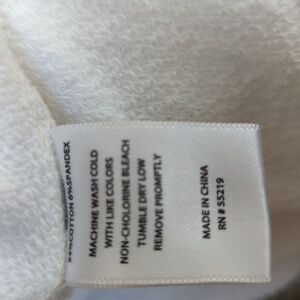 COTTON 6%SPANDEX
MACHINE WASH COLD
WITH LIKE COLORS
NON-CHOLORINE BLEACH
TUMBLE DRY LOW
REMOVE PROMPTLY
MADE IN CHINA
RN # 55219